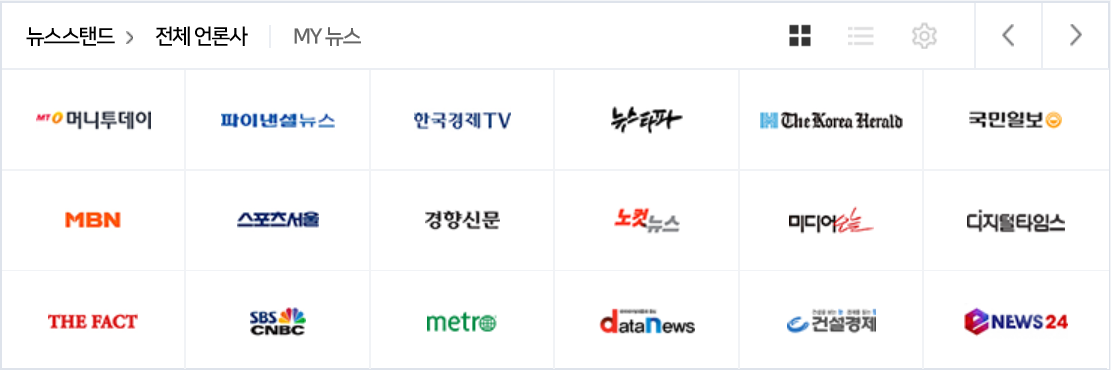 뉴스스탠드 > 전체 언론사 MY 뉴스
MTO 머니투데이 파이낸셜뉴스 한국경제TV 뉴스타파 The Korea Herald 국민일보
MBN 스포츠서울 경향신문 노컷뉴스 미디어오늘 디지털타임스
THE FACT SBS CNBC metro dataNews 건설경제 eNEWS 24